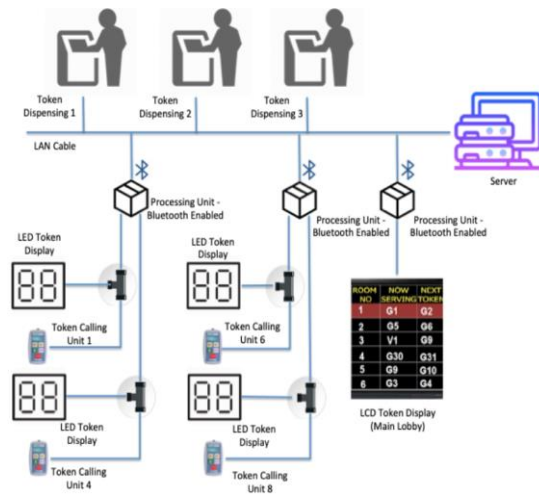 Token
Dispensing 1
Token
Dispensing 2
Token
Dispensing 3
LAN Cable
Server
Processing Unit -
Bluetooth Enabled
Processing Unit -
Bluetooth Enabled
Processing Unit -
Bluetooth Enabled
LED Token
Display
88
Token Calling
Unit 1
88
LED Token
Display
Token Calling
Unit 4
LED Token
Display
88
Token Calling
Unit 6
88
LED Token
Display
Token Calling
Unit 8
ROOM NO NOW SERVING NEXT TOKEN
1 G1 G2
2 G5 G6
3 V1 G9
4 G30 G31
5 G9 G10
6 G3 G4
LCD Token Display
(Main Lobby)